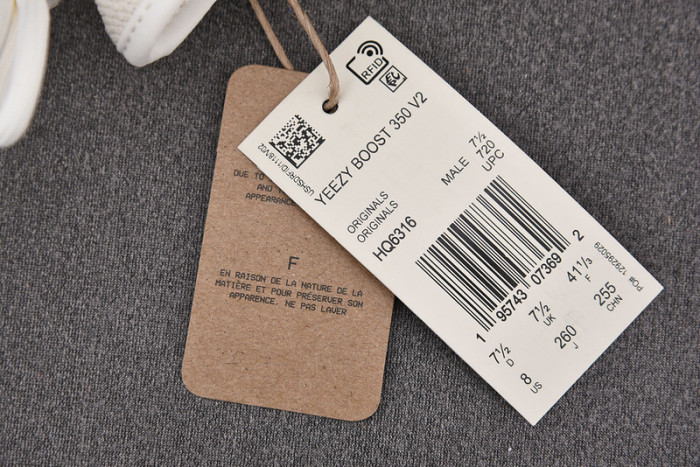 DUE TO
AND
APPEARANC
F
EN RAISON DE LA NATURE DE LA
MATIÈRE ET POUR PRÉSERVER SON
APPARENCE. NE PAS LAVER
RFID
YEEZY BOOST 350 V2
ORIGINALS
ORIGINALS
HQ6316
MALE 7½
720
UPC
1 95743 07369 2
PO#: 129295029
7½ D
7½ UK
41⅓ F
8 US
260 J
255 CHN